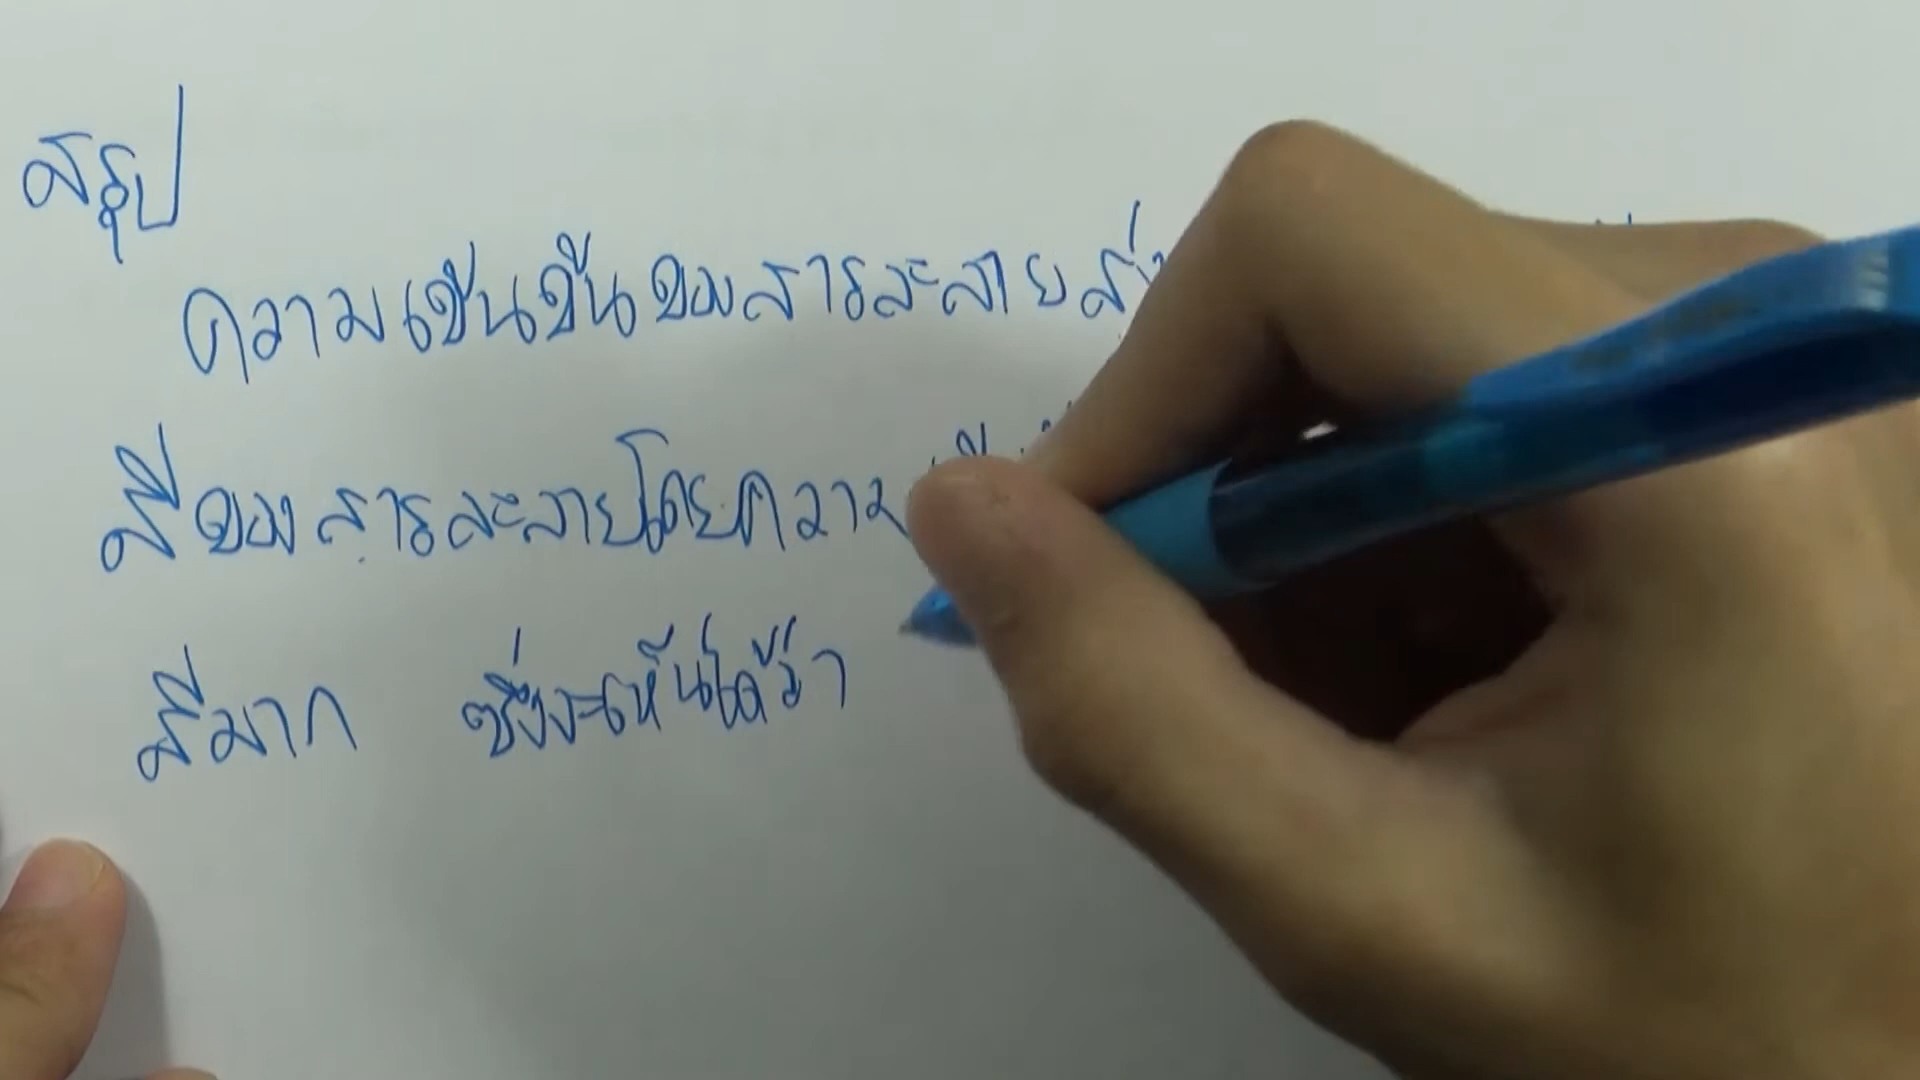 สรุป
ความเข้มข้นของสารละลาย
สีของสารละลายโดยความ
สีมาก ซึ่งจะเห็นได้ว่า